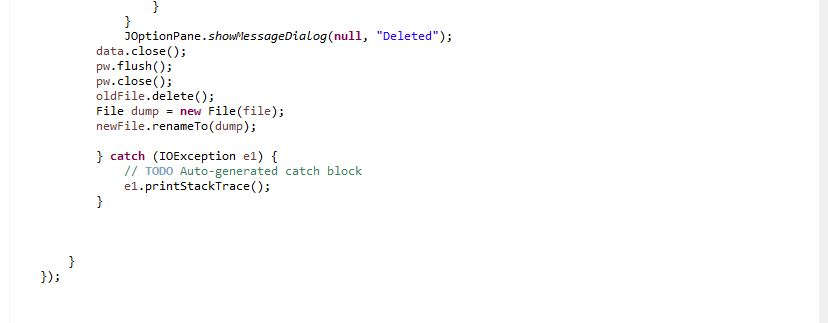 }
}
JOptionPane.showMessageDialog(null, "Deleted");
data.close();
pw.flush();
pw.close();
oldFile.delete();
File dump = new File(file);
newFile.renameTo(dump);
} catch (IOException e1) {
// TODO Auto-generated catch block
e1.printStackTrace();
}
}
});